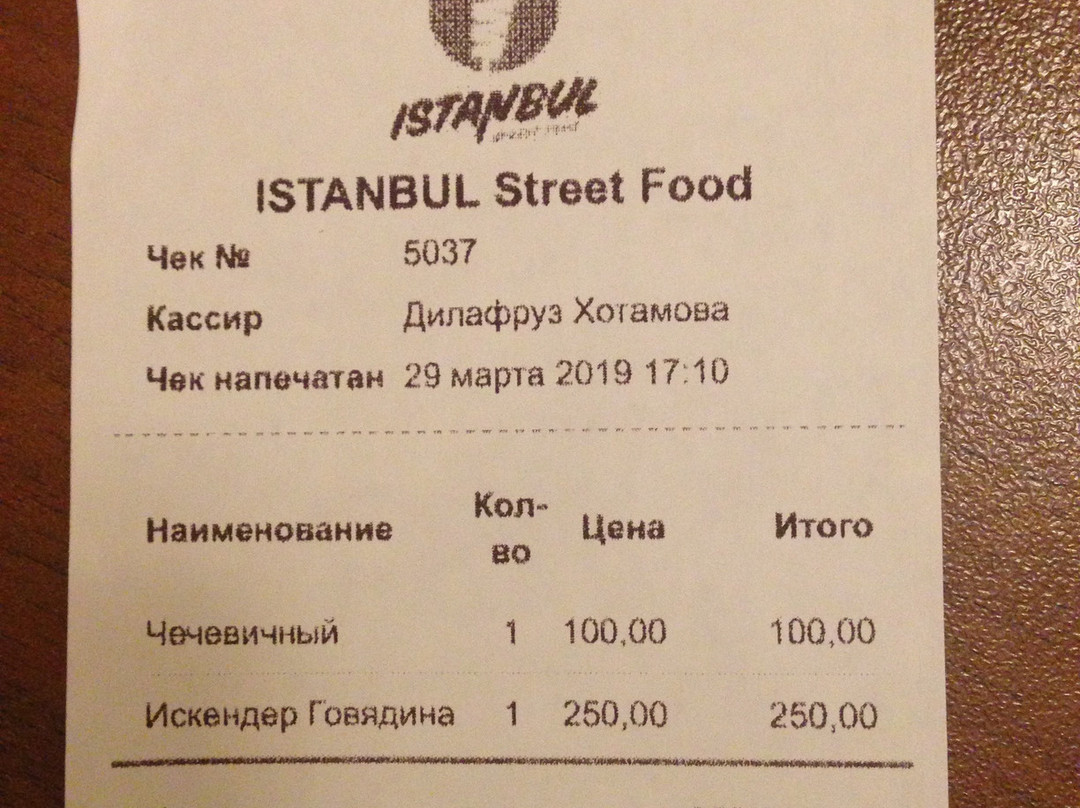 ISTANBUL
ISTANBUL Street Food
Чек № 5037
Кассир Дилафруз Хотамова
Чек напечатан 29 марта 2019 17:10
Наименование Кол-во Цена Итого
Чечевичный 1 100,00 100,00
Искендер Говядина 1 250,00 250,00